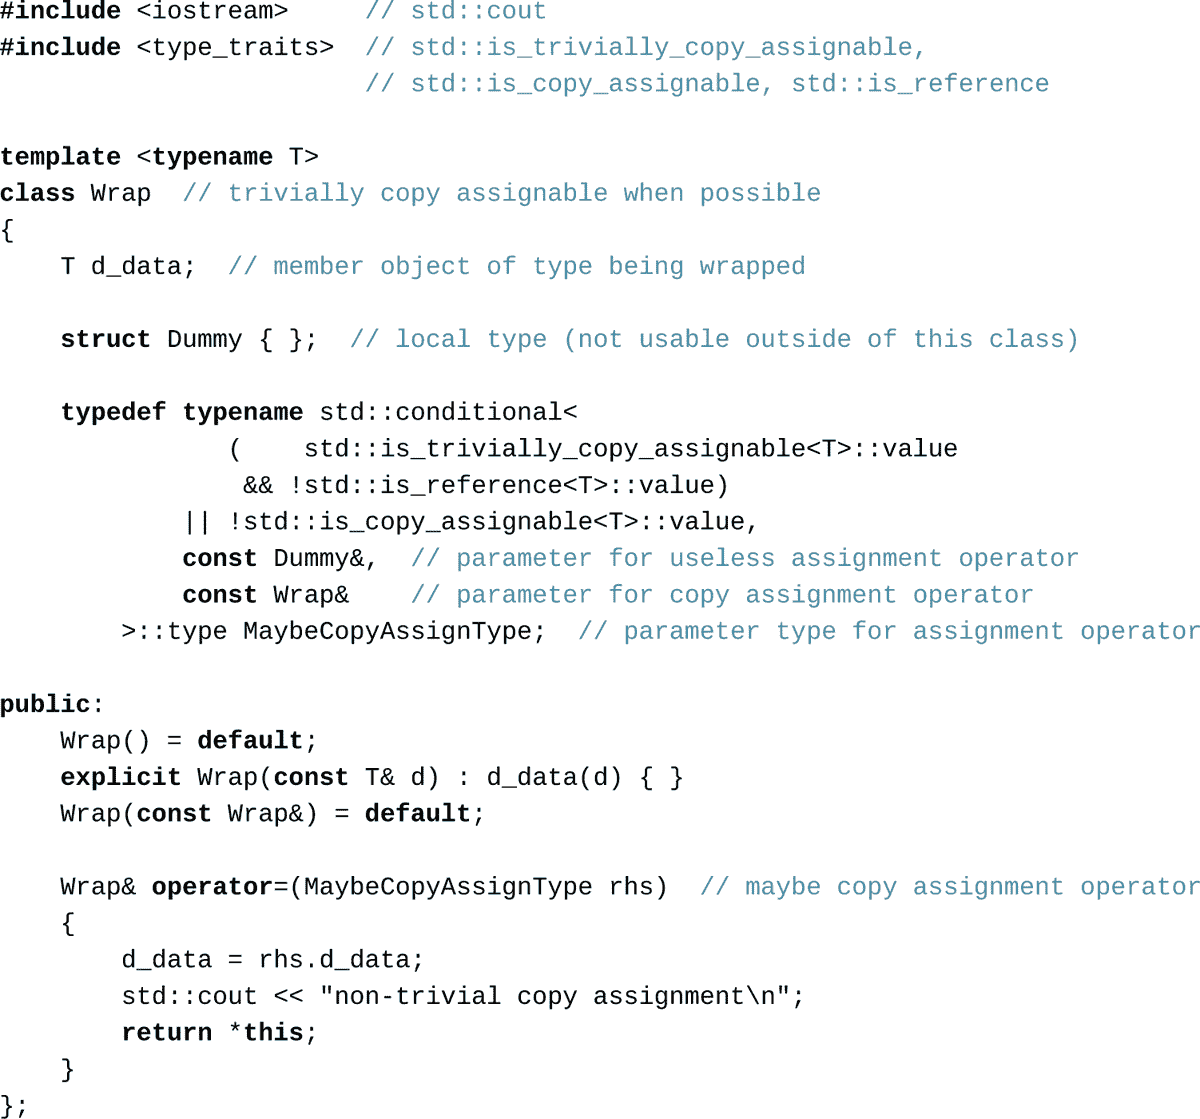 #include <iostream>     // std::cout
#include <type_traits>  // std::is_trivially_copy_assignable,
                        // std::is_copy_assignable, std::is_reference

template <typename T>
class Wrap  // trivially copy assignable when possible
{
    T d_data;  // member object of type being wrapped

    struct Dummy { };  // local type (not usable outside of this class)

    typedef typename std::conditional<
               (    std::is_trivially_copy_assignable<T>::value
                && !std::is_reference<T>::value)
            || !std::is_copy_assignable<T>::value,
            const Dummy&,  // parameter for useless assignment operator
            const Wrap&    // parameter for copy assignment operator
        >::type MaybeCopyAssignType;  // parameter type for assignment operator

public:
    Wrap() = default;
    explicit Wrap(const T& d) : d_data(d) { }
    Wrap(const Wrap&) = default;

    Wrap& operator=(MaybeCopyAssignType rhs)  // maybe copy assignment operator
    {
        d_data = rhs.d_data;
        std::cout << "non-trivial copy assignment\n";
        return *this;
    }
};